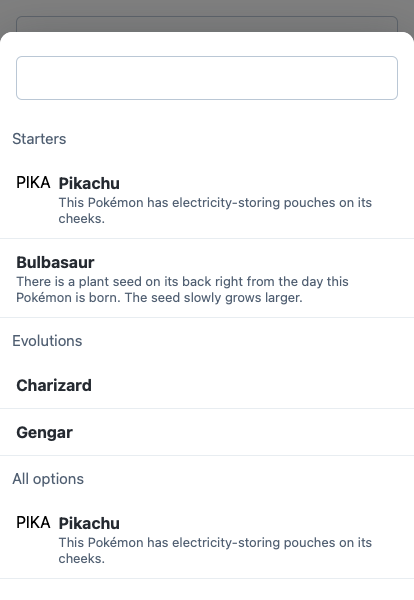 Starters
PIKA Pikachu
This Pokémon has electricity-storing pouches on its
cheeks.
Bulbasaur
There is a plant seed on its back right from the day this
Pokémon is born. The seed slowly grows larger.
Evolutions
Charizard
Gengar
All options
PIKA Pikachu
This Pokémon has electricity-storing pouches on its
cheeks.